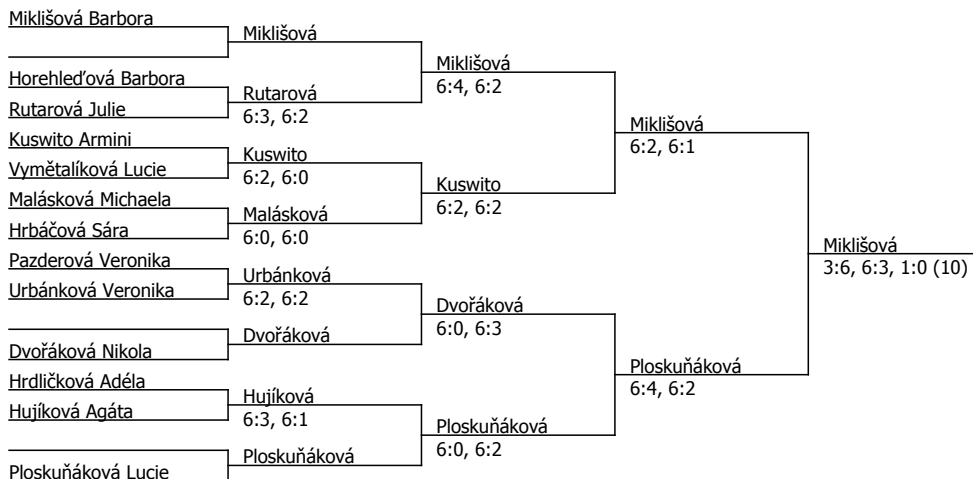 Miklišová Barbora
Horehleďová Barbora
Rutarová Julie
Kuswito Armini
Vymětalíková Lucie
Malásková Michaela
Hrbáčová Sára
Pazderová Veronika
Urbánková Veronika
Dvořáková Nikola
Hrdličková Adéla
Hujíková Agáta
Ploskuňáková Lucie
Miklišová
Rutarová
6:3, 6:2
Kuswito
6:2, 6:0
Malásková
6:0, 6:0
Urbánková
6:2, 6:2
Dvořáková
Hujíková
6:3, 6:1
Ploskuňáková
Miklišová
6:4, 6:2
Kuswito
6:2, 6:2
Dvořáková
6:0, 6:3
Ploskuňáková
6:0, 6:2
Miklišová
6:2, 6:1
Ploskuňáková
6:4, 6:2
Miklišová
3:6, 6:3, 1:0 (10)